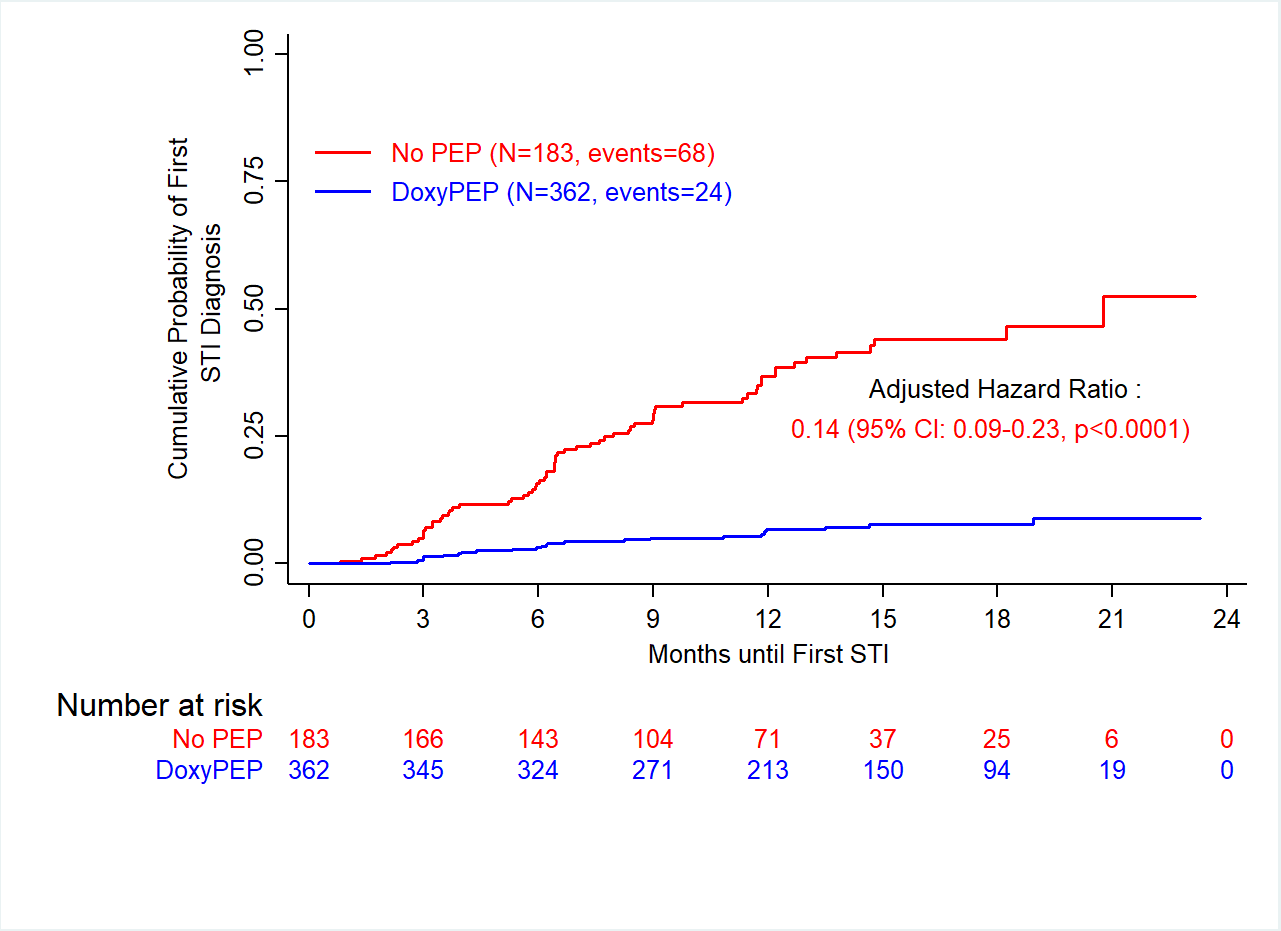 1.00
0.75
0.50
0.25
0.00
Cumulative Probability of First
STI Diagnosis
No PEP (N=183, events=68)
DoxyPEP (N=362, events=24)
Adjusted Hazard Ratio :
0.14 (95% CI: 0.09-0.23, p<0.0001)
0 3 6 9 12 15 18 21 24
Months until First STI
Number at risk
No PEP 183 166 143 104 71 37 25 6 0
DoxyPEP 362 345 324 271 213 150 94 19 0